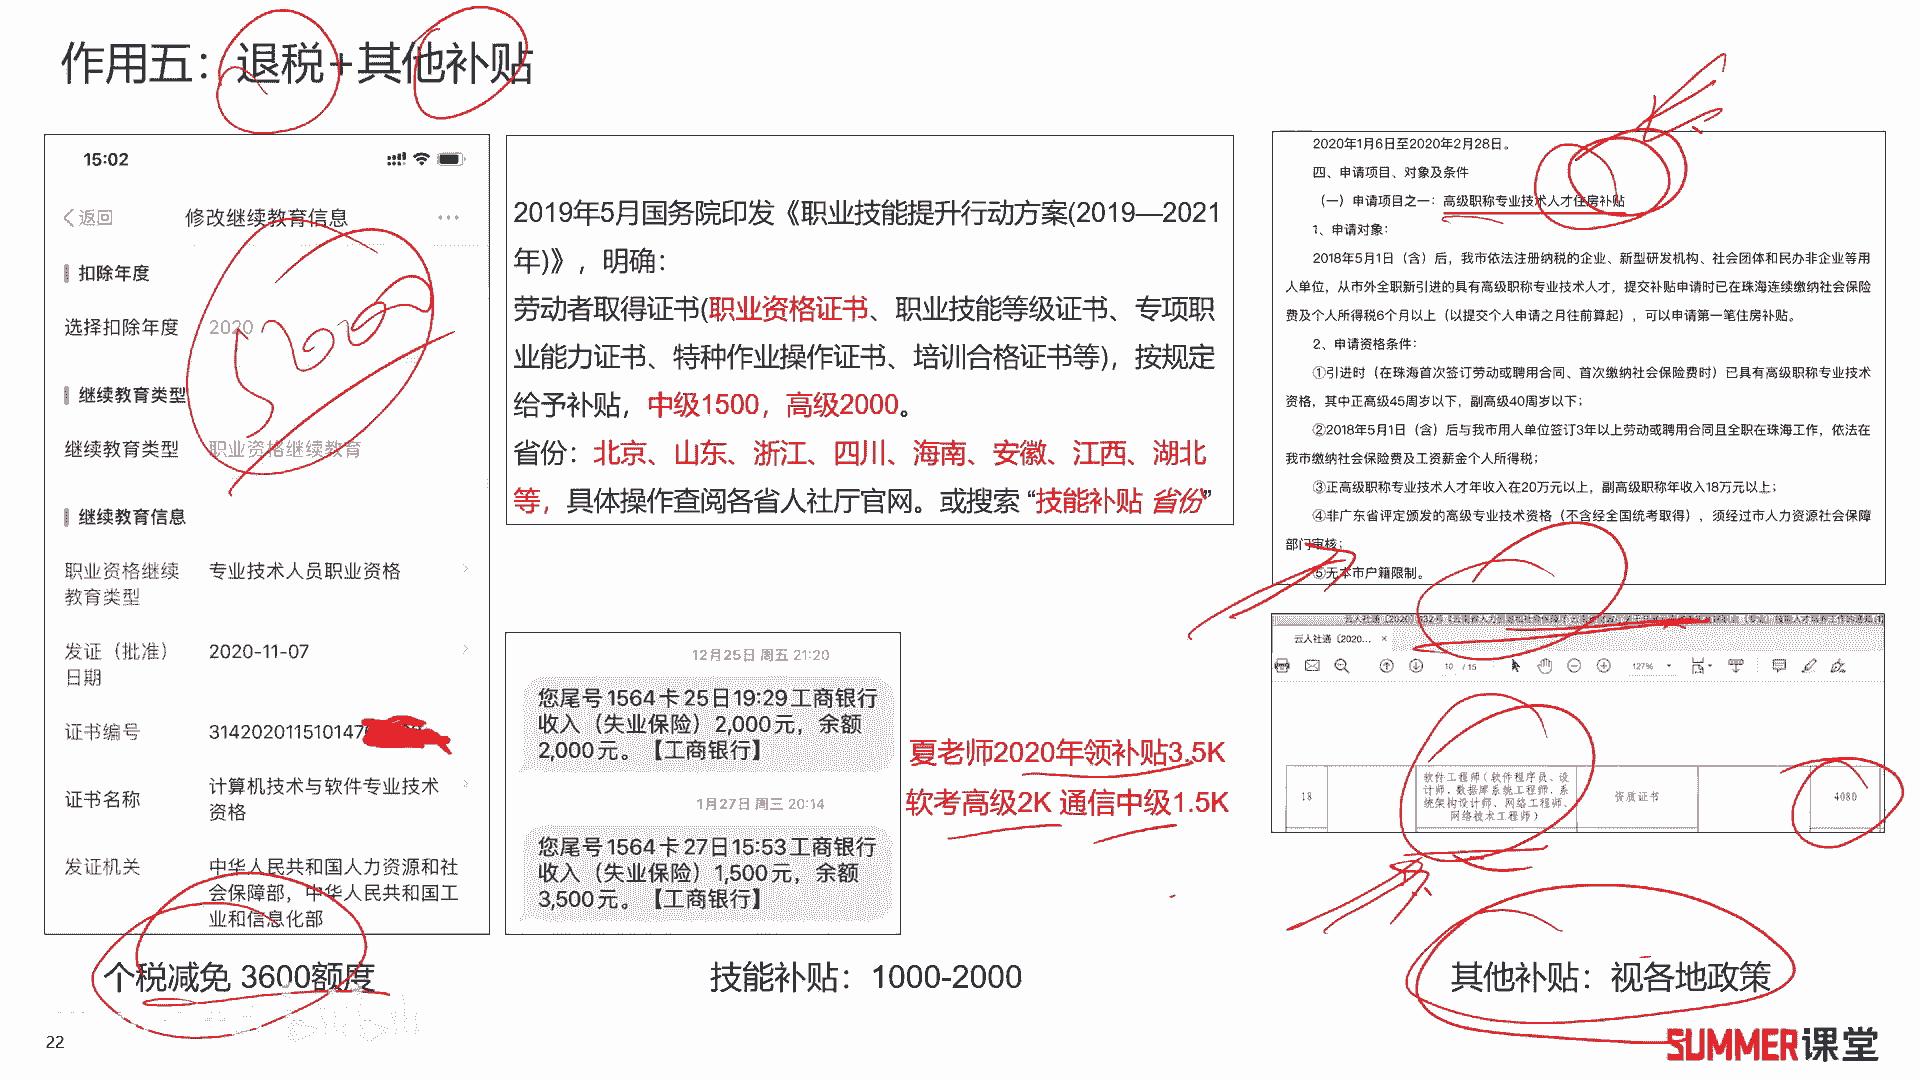 作用五：退税+其他补贴
15:02
返回
修改继续教育信息
扣除年度
选择扣除年度 2020
继续教育类型
继续教育类型 职业资格继续教育
继续教育信息
职业资格继续教育类型 专业技术人员职业资格
发证（批准）日期 2020-11-07
证书编号 314202011510147
证书名称 计算机技术与软件专业技术资格
发证机关 中华人民共和国人力资源和社会保障部，中华人民共和国工业和信息化部
个税减免 3600额度
2019年5月国务院印发《职业技能提升行动方案(2019—2021
年)》，明确：
劳动者取得证书(职业资格证书、职业技能等级证书、专项职
业能力证书、特种作业操作证书、培训合格证书等)，按规定
给予补贴，中级1500，高级2000。
省份：北京、山东、浙江、四川、海南、安徽、江西、湖北
等，具体操作查阅各省人社厅官网。或搜索 “技能补贴 省份”
12月25日 周五 21:20
您尾号1564卡25日19:29工商银行
收入（失业保险）2,000元，余额
2,000元。【工商银行】
1月27日 周三 20:14
您尾号1564卡27日15:53工商银行
收入（失业保险）1,500元，余额
3,500元。【工商银行】
夏老师2020年领补贴3.5K
软考高级2K 通信中级1.5K
技能补贴：1000-2000
2020年1月6日至2020年2月28日。
四、申请项目、对象及条件
（一）申请项目之一：高级职称专业技术人才住房补贴
1、申请对象：
2018年5月1日（含）后，我市依法注册纳税的企业、新型研发机构、社会团体和民办非企业等用
人单位，从市外全职新引进的具有高级职称专业技术人才，提交补贴申请时已在珠海连续缴纳社会保险
费及个人所得税6个月以上（以提交个人申请之月往前算起），可以申请第一笔住房补贴。
2、申请资格条件：
①引进时（在珠海首次签订劳动或聘用合同、首次缴纳社会保险费时）已具有高级职称专业技术
资格，其中正高级45周岁以下，副高级40周岁以下；
②2018年5月1日（含）后与我市用人单位签订3年以上劳动或聘用合同且全职在珠海工作，依法在
我市缴纳社会保险费及工资薪金个人所得税；
③正高级职称专业技术人才年收入在20万元以上，副高级职称年收入18万元以上；
④非广东省评定颁发的高级专业技术资格（不含经全国统考取得），须经过市人力资源社会保障
部门审核；
⑤无本市户籍限制。
云人社通〔2020... ×
10 / 15 127%
18
软件工程师（软件程序员、设
计师、数据库系统工程师、系
统架构设计师、网络工程师、
网络技术工程师）
资质证书
4080
其他补贴：视各地政策
22
SUMMER课堂